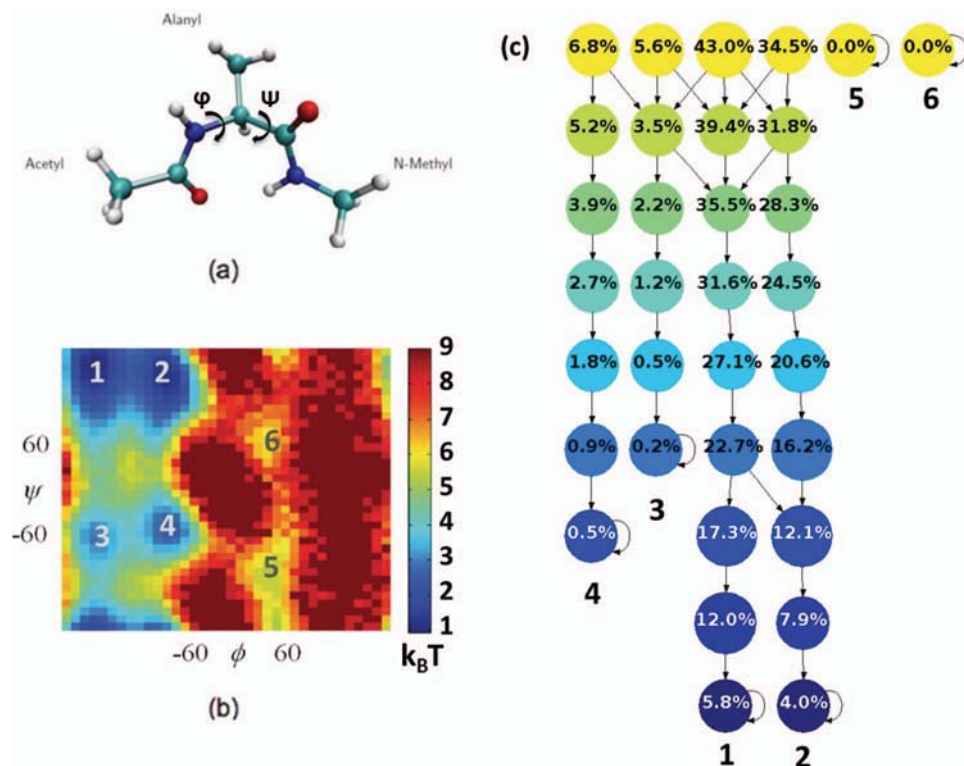 Alanyl
φ
Ψ
Acetyl
N-Methyl
(a)
1
2
3
4
5
6
60
ψ
-60
-60
ϕ
60
9
8
7
6
5
4
3
2
1
k_BT
(b)
(c)
6.8% 5.6% 43.0% 34.5% 0.0% 0.0%
5 6
5.2% 3.5% 39.4% 31.8%
3.9% 2.2% 35.5% 28.3%
2.7% 1.2% 31.6% 24.5%
1.8% 0.5% 27.1% 20.6%
0.9% 0.2% 22.7% 16.2%
3
0.5% 17.3% 12.1%
4
12.0% 7.9%
5.8% 4.0%
1 2